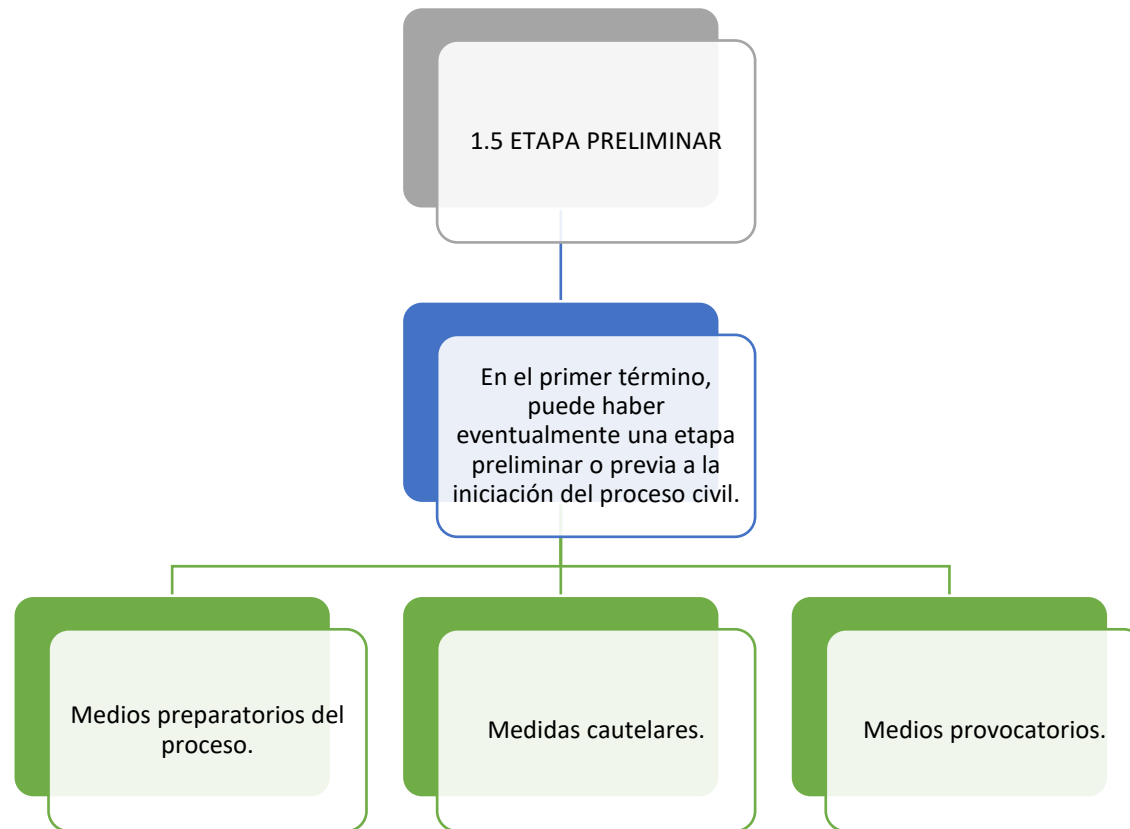 1.5 ETAPA PRELIMINAR
En el primer término,
puede haber
eventualmente una etapa
preliminar o previa a la
iniciación del proceso civil.
Medios preparatorios del
proceso.
Medidas cautelares.
Medios provocatorios.